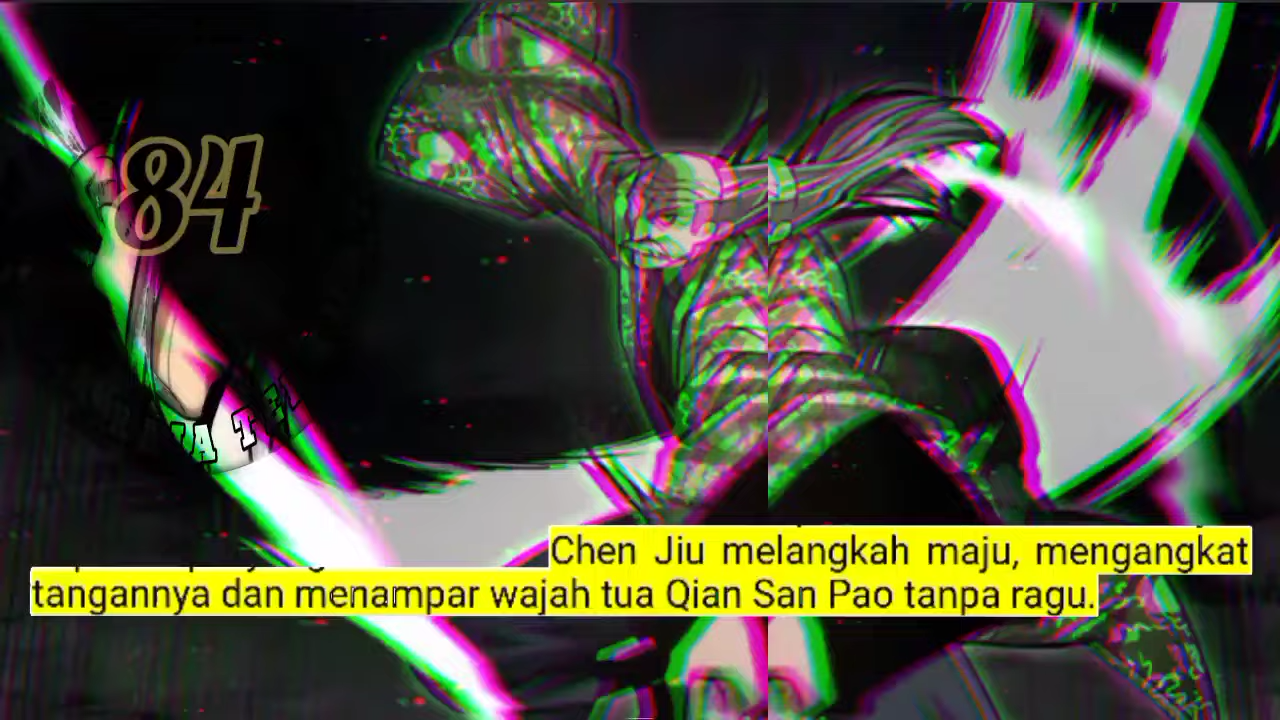 84
Chen Jiu melangkah maju, mengangkat
tangannya dan menampar wajah tua Qian San Pao tanpa ragu.